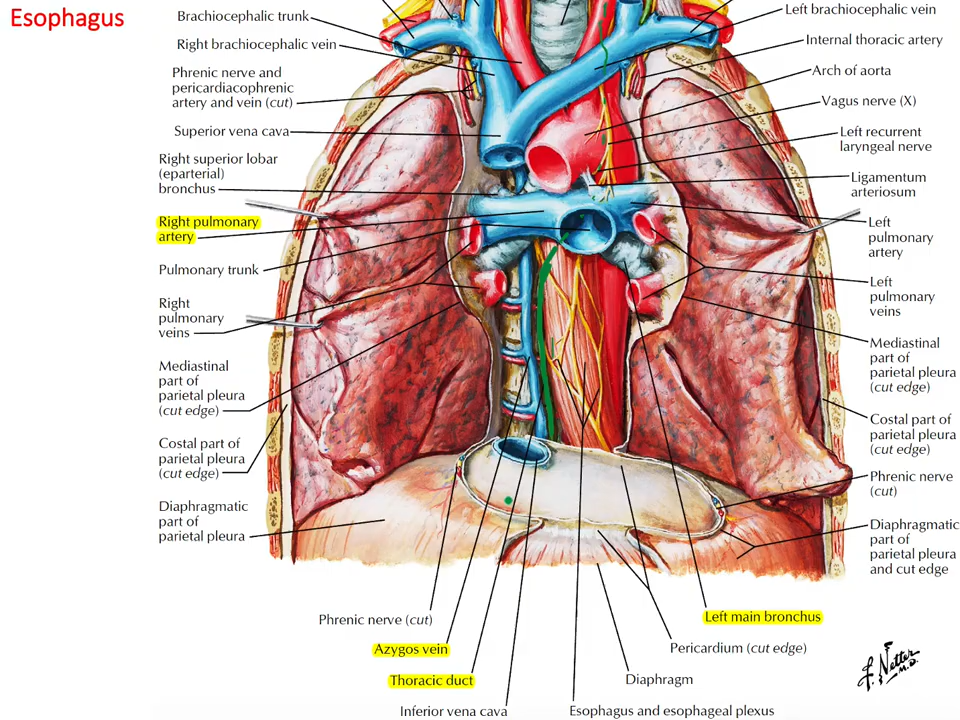 Esophagus
Brachiocephalic trunk
Right brachiocephalic vein
Phrenic nerve and
pericardiacophrenic
artery and vein (cut)
Superior vena cava
Right superior lobar
(eparterial)
bronchus
Right pulmonary
artery
Pulmonary trunk
Right
pulmonary
veins
Mediastinal
part of
parietal pleura
(cut edge)
Costal part of
parietal pleura
(cut edge)
Diaphragmatic
part of
parietal pleura
Left brachiocephalic vein
Internal thoracic artery
Arch of aorta
Vagus nerve (X)
Left recurrent
laryngeal nerve
Ligamentum
arteriosum
Left
pulmonary
artery
Left
pulmonary
veins
Mediastinal
part of
parietal pleura
(cut edge)
Costal part of
parietal pleura
(cut edge)
Phrenic nerve
(cut)
Diaphragmatic
part of
parietal pleura
and cut edge
Phrenic nerve (cut)
Azygos vein
Thoracic duct
Inferior vena cava
Left main bronchus
Pericardium (cut edge)
Diaphragm
Esophagus and esophageal plexus
F. Netter
M.D.